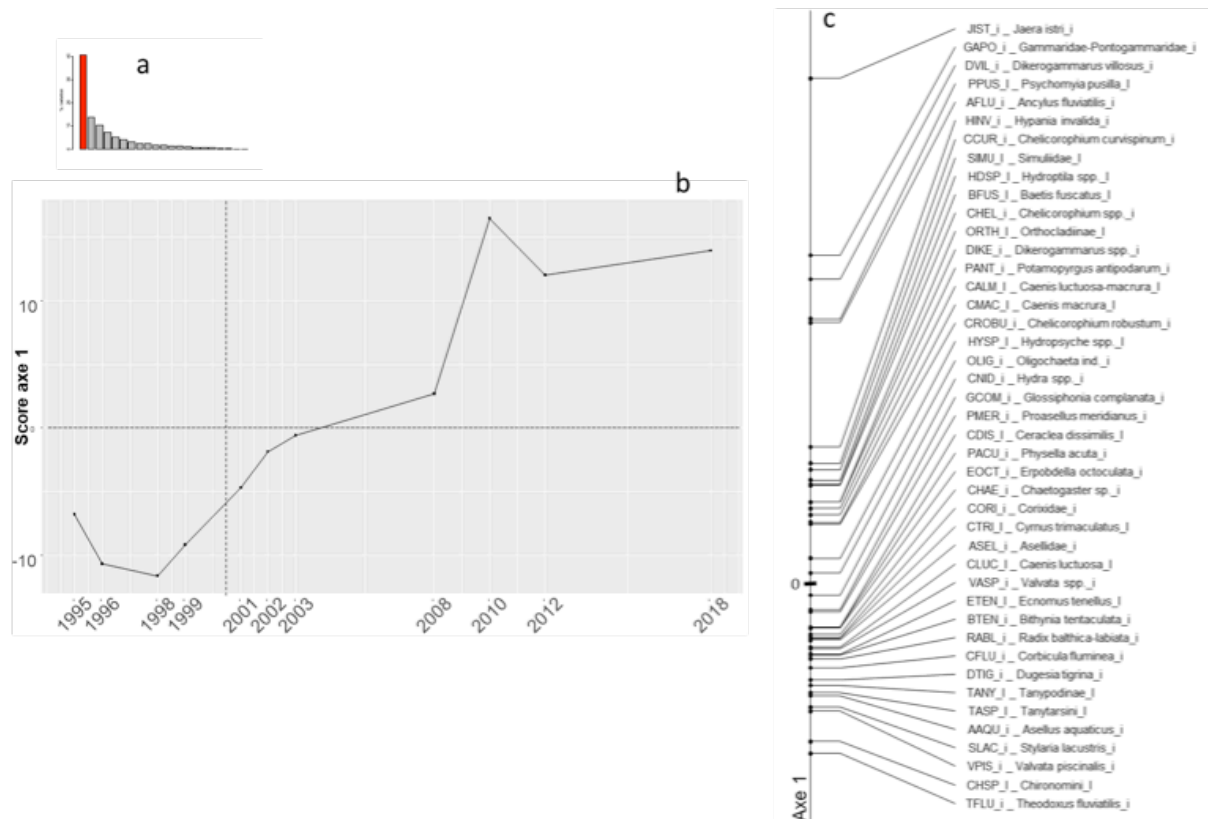 a
b
Score axe 1
10
0
-10
1995
1996
1998
1999
2001
2002
2003
2008
2010
2012
2018
c
JIST_i _ Jaera istri_i
GAPO_i _ Gammaridae-Pontogammaridae_i
DVIL_i _ Dikerogammarus villosus_i
PPUS_l _ Psychomyia pusilla_l
AFLU_i _ Ancylus fluviatilis_i
HINV_i _ Hypania invalida_i
CCUR_i _ Chelicorophium curvispinum_i
SIMU_l _ Simuliidae_l
HDSP_l _ Hydroptila spp._l
BFUS_l _ Baetis fuscatus_l
CHEL_i _ Chelicorophium spp._i
ORTH_l _ Orthocladiinae_l
DIKE_i _ Dikerogammarus spp._i
PANT_i _ Potamopyrgus antipodarum_i
CALM_l _ Caenis luctuosa-macrura_l
CMAC_l _ Caenis macrura_l
CROBU_i _ Chelicorophium robustum_i
HYSP_l _ Hydropsyche spp._l
OLIG_i _ Oligochaeta ind._i
CNID_i _ Hydra spp._i
GCOM_i _ Glossiphonia complanata_i
PMER_i _ Proasellus meridianus_i
CDIS_l _ Ceraclea dissimilis_l
PACU_i _ Physella acuta_i
EOCT_i _ Erpobdella octoculata_i
CHAE_i _ Chaetogaster sp._i
CORI_i _ Corixidae_i
CTRI_l _ Cyrnus trimaculatus_l
ASEL_i _ Asellidae_i
CLUC_l _ Caenis luctuosa_l
VASP_i _ Valvata spp._i
ETEN_l _ Ecnomus tenellus_l
BTEN_i _ Bithynia tentaculata_i
RABL_i _ Radix balthica-labiata_i
CFLU_i _ Corbicula fluminea_i
DTIG_i _ Dugesia tigrina_i
TANY_l _ Tanypodinae_l
TASP_l _ Tanytarsini_l
AAQU_i _ Asellus aquaticus_i
SLAC_i _ Stylaria lacustris_i
VPIS_i _ Valvata piscinalis_i
CHSP_l _ Chironomini_l
TFLU_i _ Theodoxus fluviatilis_i
0
Axe 1